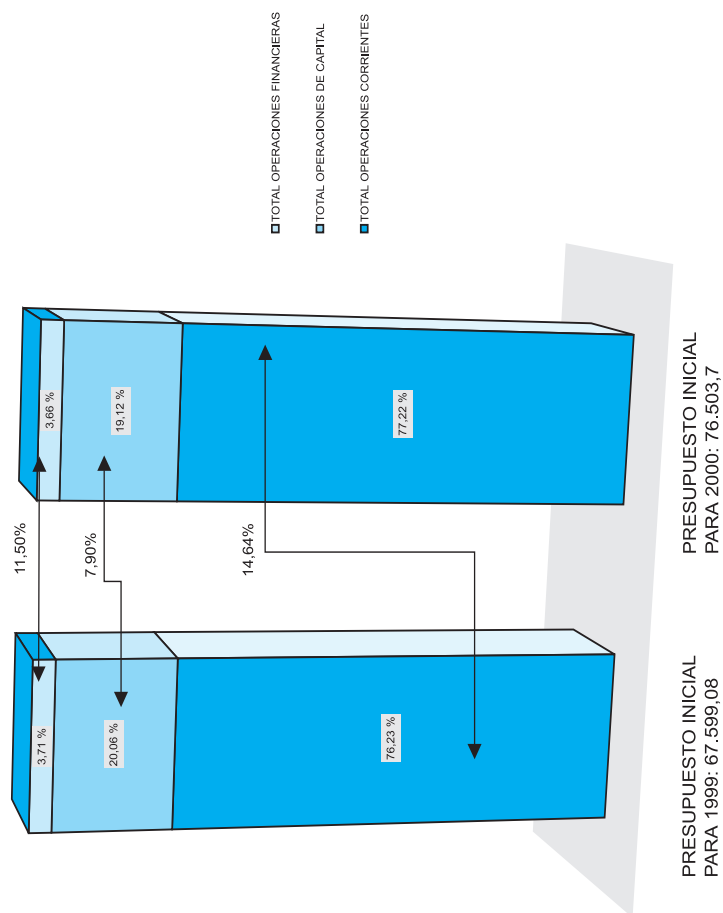 TOTAL OPERACIONES FINANCIERAS
TOTAL OPERACIONES DE CAPITAL
TOTAL OPERACIONES CORRIENTES
11,50%
7,90%
14,64%
3,71 %
20,06 %
76,23 %
3,66 %
19,12 %
77,22 %
PRESUPUESTO INICIAL
PARA 1999: 67.599,08
PRESUPUESTO INICIAL
PARA 2000: 76.503,7